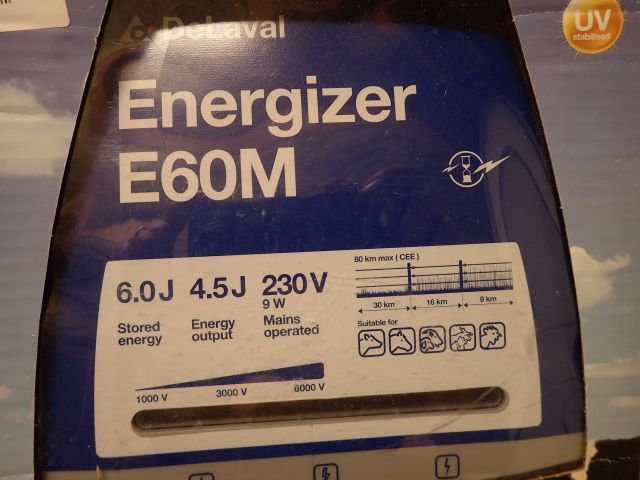 DeLaval
UV
stabilised
Energizer
E60M
80 km max (CEE)
6.0 J 4.5 J 230 V
9 W
Stored energy
Energy output
Mains operated
30 km 16 km 9 km
Suitable for
1000 V 3000 V 6000 V